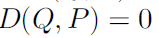 D(Q, P) = 0